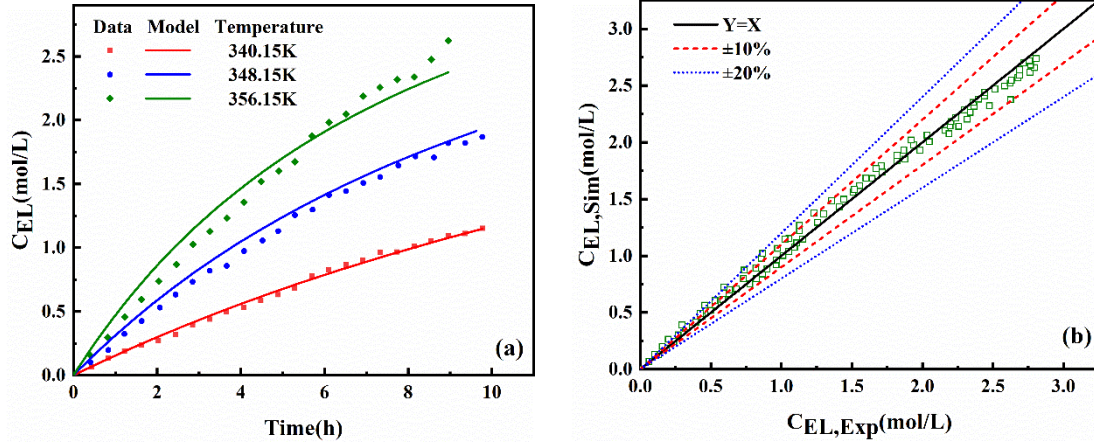 Data Model Temperature
340.15K
348.15K
356.15K
2.5
2.0
1.5
1.0
0.5
0.0
C_EL(mol/L)
0 2 4 6 8 10
Time(h)
(a)
Y=X
±10%
±20%
3.0
2.5
2.0
1.5
1.0
0.5
0.0
C_EL,Sim(mol/L)
0.0 0.5 1.0 1.5 2.0 2.5 3.0
C_EL,Exp(mol/L)
(b)